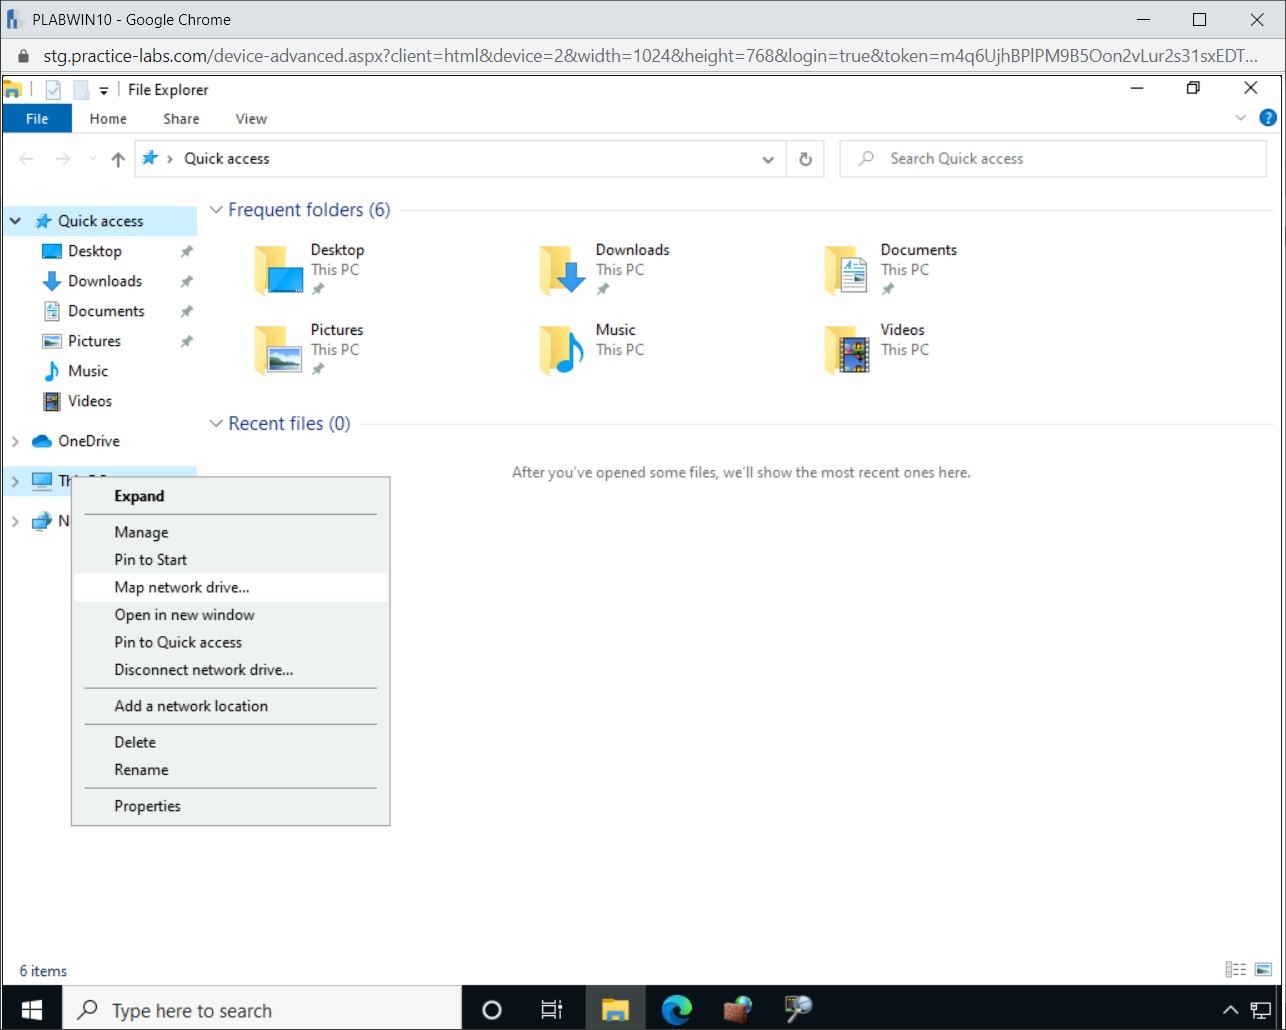 PLABWIN10 - Google Chrome
stg.practice-labs.com/device-advanced.aspx?client=html&device=2&width=1024&height=768&login=true&token=m4q6UjhBPlPM9B5Oon2vLur2s31sxEDT...
File Explorer
File Home Share View
Quick access
Search Quick access
Quick access
Desktop
Downloads
Documents
Pictures
Music
Videos
OneDrive
Frequent folders (6)
Desktop
This PC
Downloads
This PC
Documents
This PC
Pictures
This PC
Music
This PC
Videos
This PC
Recent files (0)
After you've opened some files, we'll show the most recent ones here.
Expand
Manage
Pin to Start
Map network drive...
Open in new window
Pin to Quick access
Disconnect network drive...
Add a network location
Delete
Rename
Properties
6 items
Type here to search